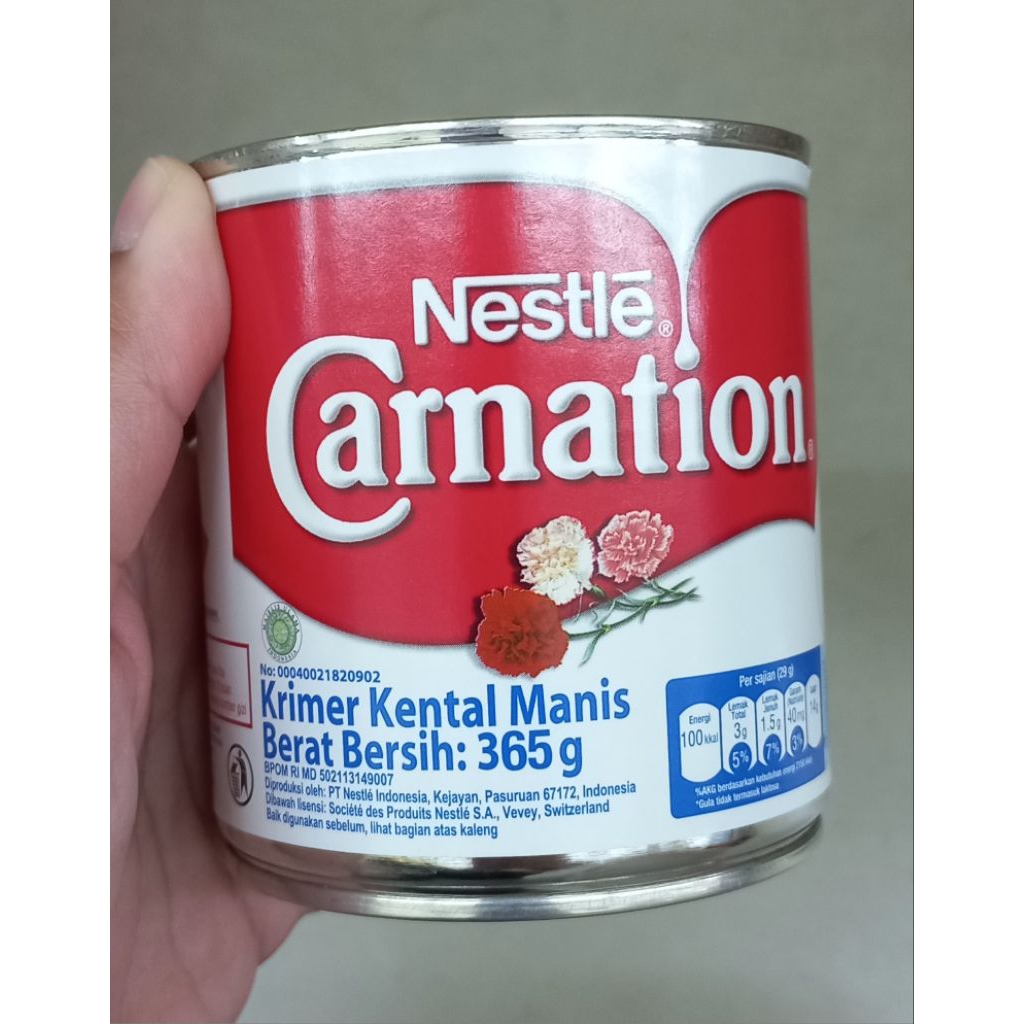 Nestlé®
Carnation®
No: 00040021820902
Krimer Kental Manis
Berat Bersih: 365g
BPOM RI MD 502113149007
Diproduksi oleh: PT Nestlé Indonesia, Kejayan, Pasuruan 67172, Indonesia
Dibawah lisensi: Société des Produits Nestlé S.A., Vevey, Switzerland
Baik digunakan sebelum, lihat bagian atas kaleng
Per sajian (29 g)
Energi
100 kkal
Lemak Total
3g
5%
Lemak Jenuh
1.5g
7%
40mg
3%
14g
%AKG berdasarkan kebutuhan energi
*Gula tidak termasuk laktosa